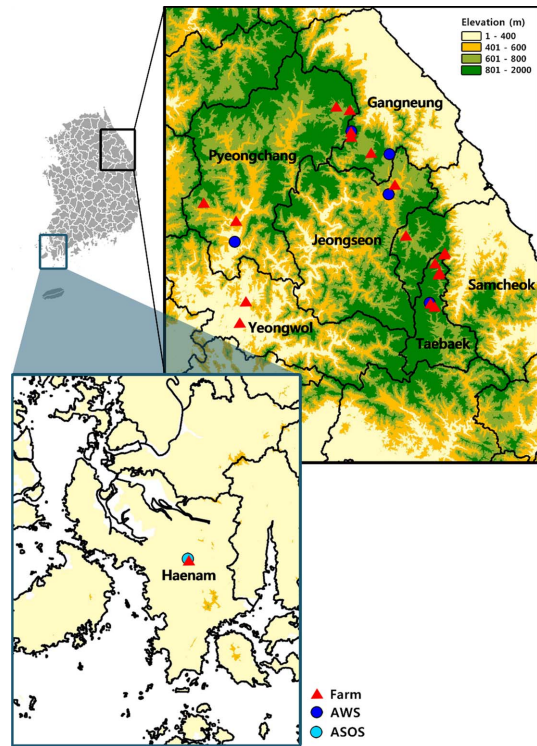 Elevation (m)
1 - 400
401 - 600
601 - 800
801 - 2000
Gangneung
Pyeongchang
Jeongseon
Samcheok
Yeongwol
Taebaek
Haenam
Farm
AWS
ASOS